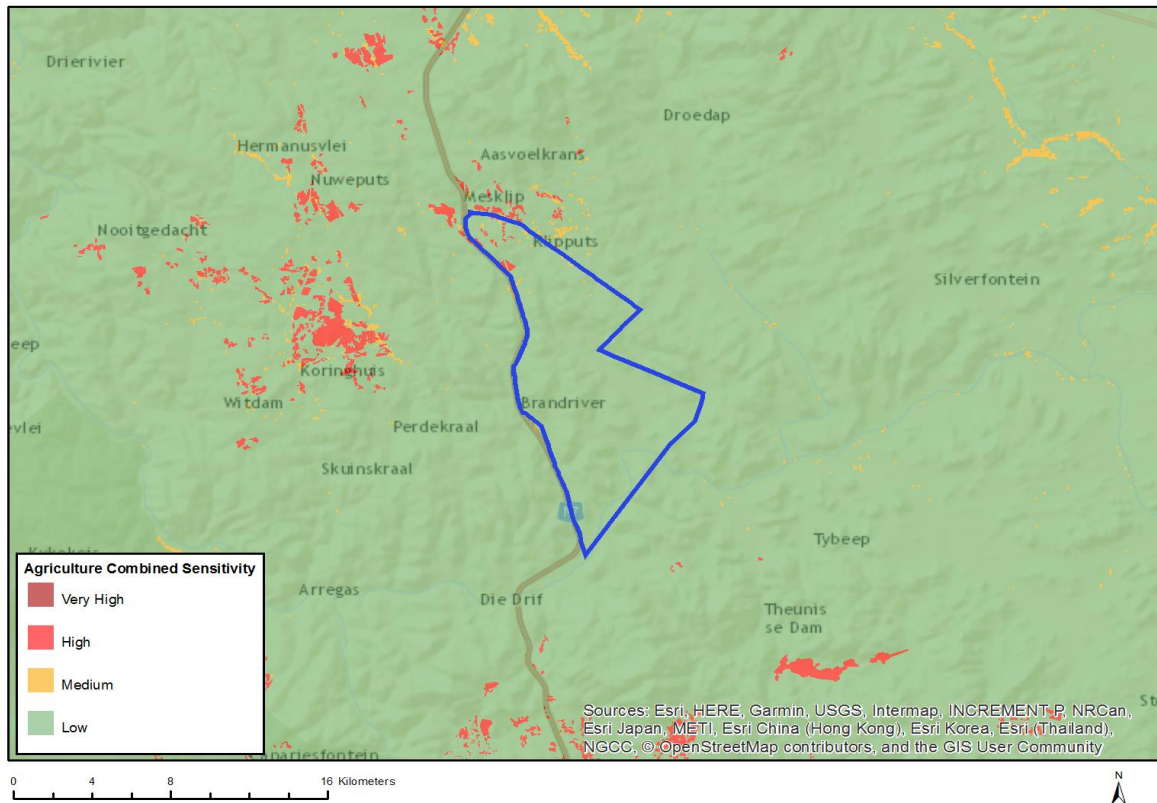 Drierivier
Droedap
Hermanusvlei
Aasvoelkrans
Nuweputs
Mesklip
Nooitgedacht
Klipputs
Silverfontein
eep
Koringhuis
Witdam
Brandriver
evlei
Perdekraal
Skuinskraal
Tybeep
Arregas
Die Drif
Theunis
se Dam
Agriculture Combined Sensitivity
Very High
High
Medium
Low
Sources: Esri, HERE, Garmin, USGS, Intermap, INCREMENT P, NRCan,
Esri Japan, METI, Esri China (Hong Kong), Esri Korea, Esri (Thailand),
NGCC, © OpenStreetMap contributors, and the GIS User Community
0 4 8 16 Kilometers
N